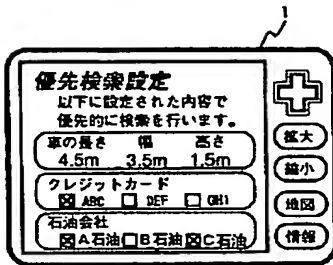 1
優先検索設定
以下に設定された内容で
優先的に検索を行います。
車の長さ 幅 高さ
4.5m 3.5m 1.5m
クレジットカード
☒ ABC ☐ DEF ☐ GHI
石油会社
☒A石油☐B石油☒C石油
拡大
縮小
地図
情報